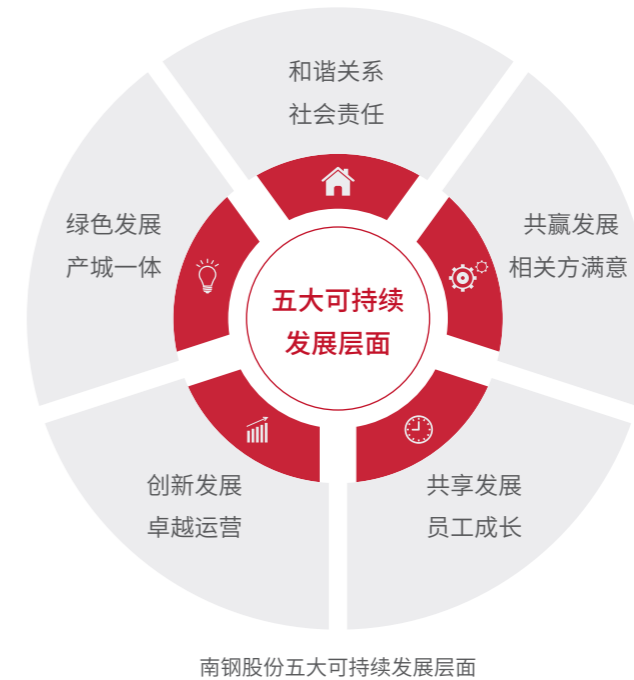 和谐关系
社会责任
绿色发展
产城一体
共赢发展
相关方满意
五大可持续
发展层面
创新发展
卓越运营
共享发展
员工成长
南钢股份五大可持续发展层面